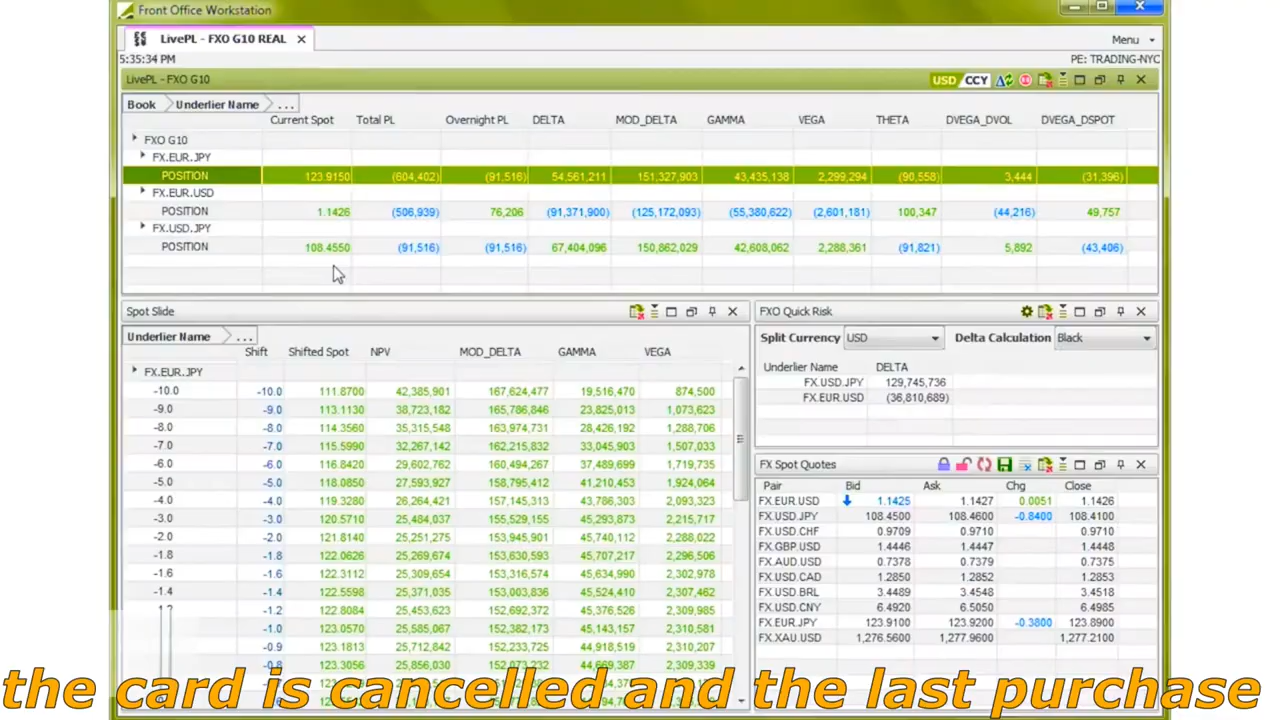 Front Office Workstation
LivePL - FXO G10 REAL
Menu
5:35:34 PM
PE: TRADING-NYC
LivePL - FXO G10
USD CCY
Book Underlier Name ...
Current Spot Total PL Overnight PL DELTA MOD_DELTA GAMMA VEGA THETA DVEGA_DVOL DVEGA_DSPOT
FXO G10
FX.EUR.JPY
POSITION 123.9150 (604,402) (91,516) 54,561,211 151,327,903 43,435,138 2,299,294 (90,558) 3,444 (31,396)
FX.EUR.USD
POSITION 1.1426 (506,939) 76,206 (91,371,900) (125,172,093) (55,380,622) (2,601,181) 100,347 (44,216) 49,757
FX.USD.JPY
POSITION 108.4550 (91,516) (91,516) 67,404,096 150,862,029 42,608,062 2,288,361 (91,821) 5,892 (43,406)
Spot Slide
Underlier Name ...
Shift Shifted Spot NPV MOD_DELTA GAMMA VEGA
FX.EUR.JPY
-10.0 -10.0 111.8700 42,385,901 167,624,477 19,516,470 874,500
-9.0 -9.0 113.1130 38,723,182 165,786,846 23,825,013 1,073,623
-8.0 -8.0 114.3560 35,315,548 163,974,731 28,426,192 1,288,706
-7.0 -7.0 115.5990 32,267,142 162,215,832 33,045,903 1,507,033
-6.0 -6.0 116.8420 29,602,762 160,494,267 37,489,699 1,719,735
-5.0 -5.0 118.0850 27,593,927 158,795,412 41,210,453 1,924,064
-4.0 -4.0 119.3280 26,264,421 157,145,313 43,786,303 2,093,323
-3.0 -3.0 120.5710 25,484,037 155,529,155 45,293,873 2,215,717
-2.0 -2.0 121.8140 25,251,275 153,945,901 45,740,112 2,288,022
-1.8 -1.8 122.0626 25,269,674 153,630,593 45,707,217 2,296,506
-1.6 -1.6 122.3112 25,309,654 153,316,574 45,634,990 2,302,978
-1.4 -1.4 122.5598 25,371,035 153,003,836 45,524,410 2,307,462
-1.2 122.8084 25,453,623 152,692,372 45,376,526 2,309,985
-1.0 123.0570 25,585,067 152,382,173 45,143,157 2,310,581
-0.9 123.1813 25,712,842 152,233,725 44,918,519 2,310,207
-0.8 123.3056 25,856,030 152,073,232 44,669,387 2,309,339
FXO Quick Risk
Split Currency USD Delta Calculation Black
Underlier Name DELTA
FX.USD.JPY 129,745,736
FX.EUR.USD (36,810,689)
FX Spot Quotes
Pair Bid Ask Chg Close
FX.EUR.USD 1.1425 1.1427 0.0051 1.1426
FX.USD.JPY 108.4500 108.4600 -0.8400 108.4100
FX.USD.CHF 0.9709 0.9710 0.9710
FX.GBP.USD 1.4446 1.4447 1.4448
FX.AUD.USD 0.7378 0.7379 0.7375
FX.USD.CAD 1.2850 1.2852 1.2853
FX.USD.BRL 3.4489 3.4548 3.4518
FX.USD.CNY 6.4920 6.5050 6.4985
FX.EUR.JPY 123.9100 123.9200 -0.3800 123.8900
FX.XAU.USD 1,276.5600 1,277.9600 1,277.2100
the card is cancelled and the last purchase